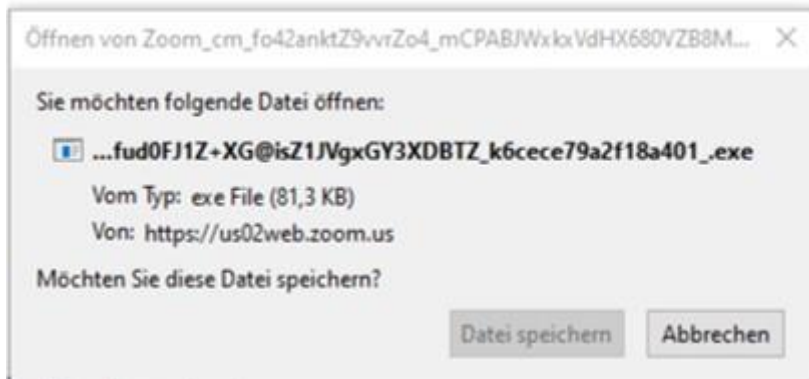 Öffnen von Zoom_cm_fo42anktZ9vvrZo4_mCPABJWxkxVdHX680VZB8M...
Sie möchten folgende Datei öffnen:
...fud0FJ1Z+XG@isZ1JVgxGY3XDBTZ_k6cece79a2f18a401_.exe
Vom Typ: exe File (81,3 KB)
Von: https://us02web.zoom.us
Möchten Sie diese Datei speichern?
Datei speichern Abbrechen